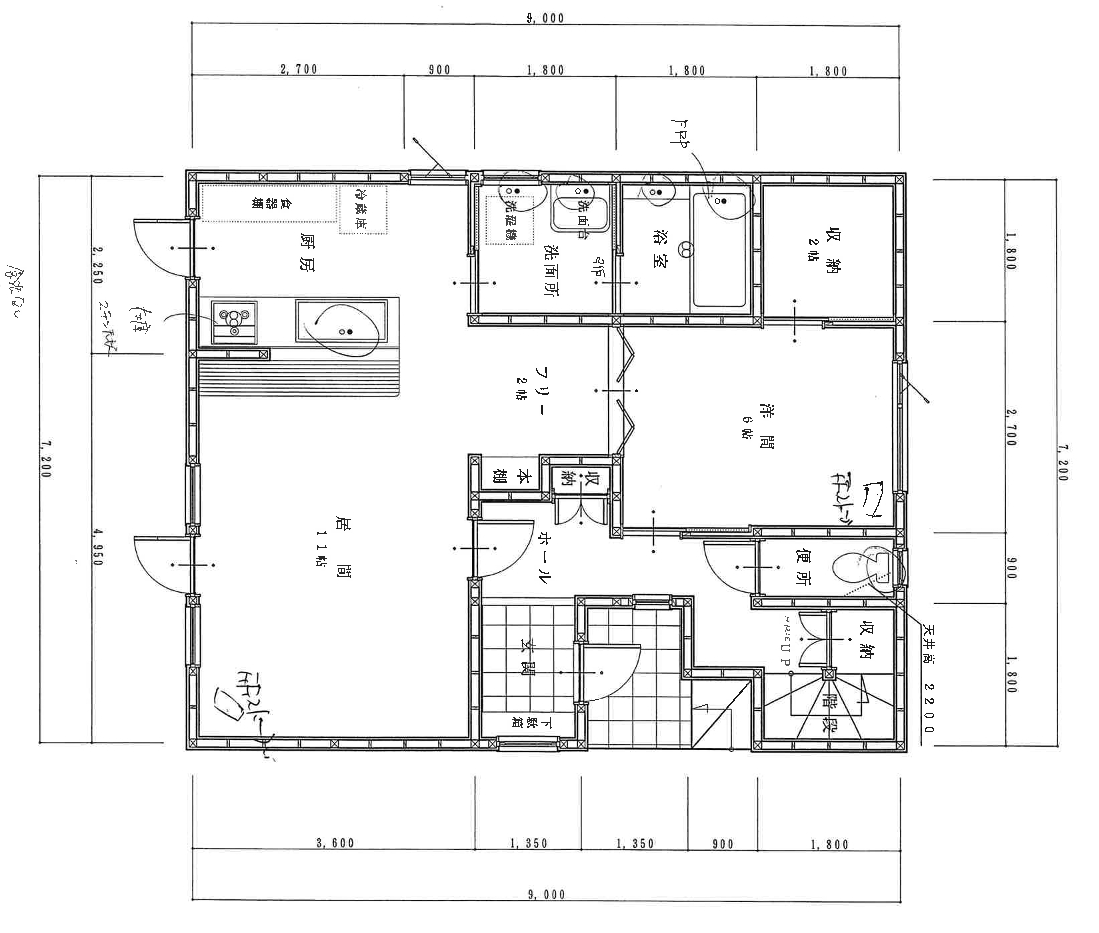 9,000
2,700
900
1,800
1,800
1,800
食器棚
冷蔵庫
厨房
洗濯機
洗面台
洗面所
浴室
収納
2帖
フリー
2帖
洋間
6帖
本棚
収納
居間
11帖
ホール
便所
玄関
下駄箱
収納
UP
階段
天井高 2200
2,250
4,950
7,200
1,800
2,700
900
1,800
7,200
3,600
1,350
1,350
900
1,800
9,000